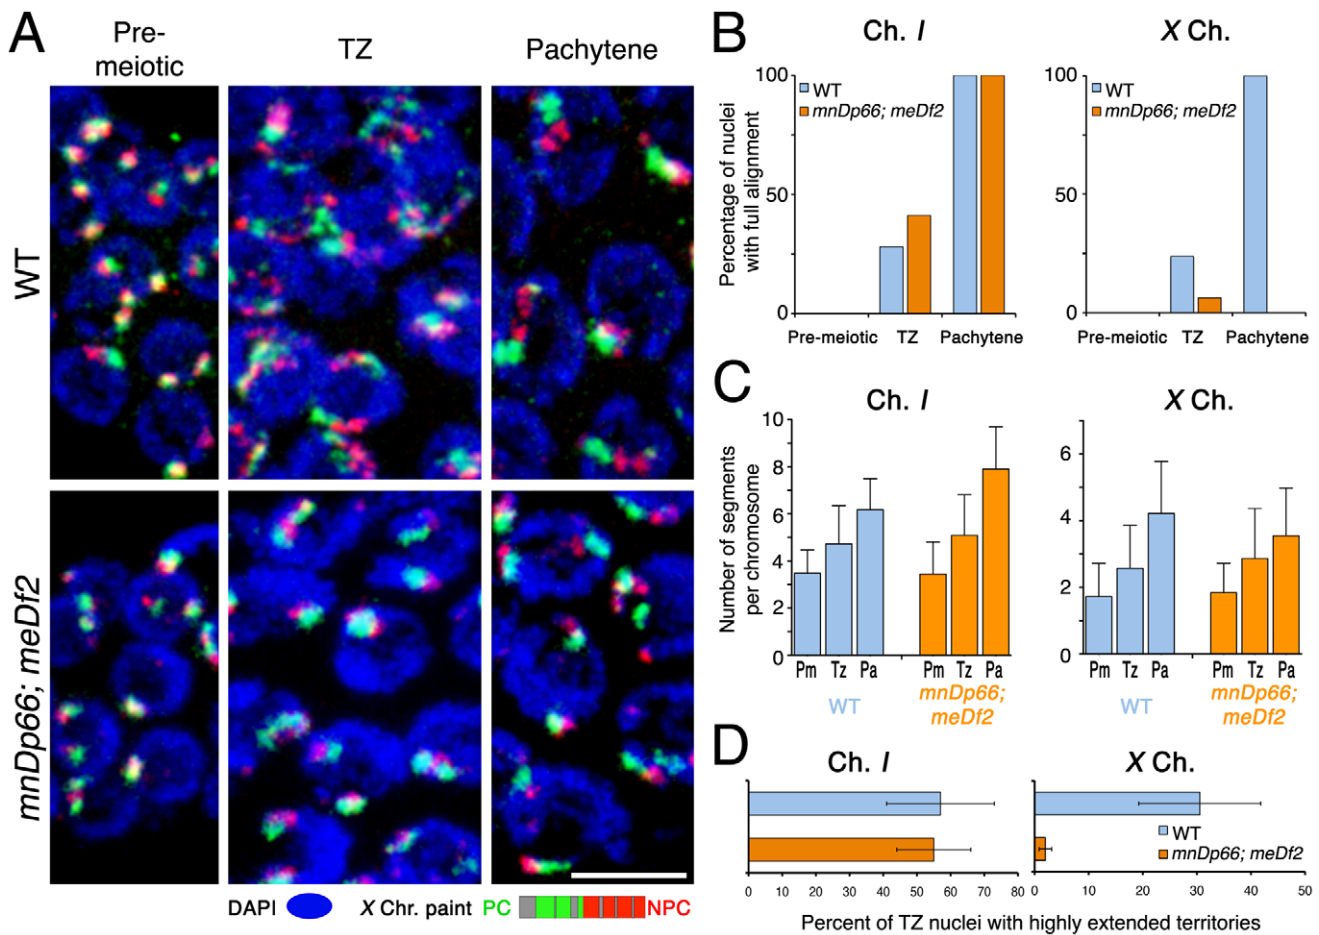 A
Pre-
meiotic
TZ
Pachytene
WT
mnDp66; meDf2
DAPI
X Chr. paint
PC
NPC
B
Ch. I
X Ch.
Percentage of nuclei
with full alignment
100
50
0
WT
mnDp66; meDf2
Pre-meiotic TZ Pachytene
100
50
0
WT
mnDp66; meDf2
Pre-meiotic TZ Pachytene
C
Ch. I
X Ch.
Number of segments
per chromosome
10
8
6
4
2
0
Pm Tz Pa Pm Tz Pa
WT
mnDp66;
meDf2
6
4
2
0
Pm Tz Pa Pm Tz Pa
WT
mnDp66;
meDf2
D
Ch. I
X Ch.
WT
mnDp66; meDf2
0 10 20 30 40 50 60 70 80
0 10 20 30 40 50
Percent of TZ nuclei with highly extended territories